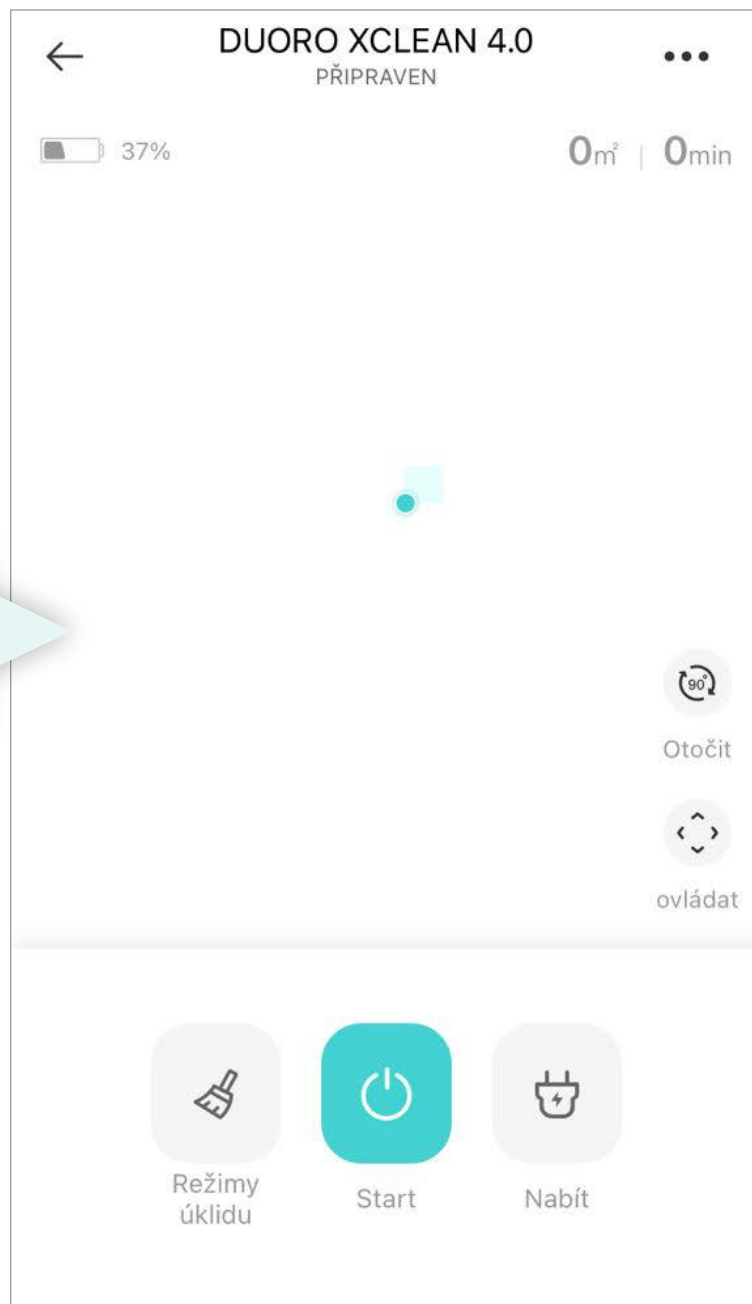 DUORO XCLEAN 4.0
PŘIPRAVEN
37%
0m² | 0min
90°
Otočit
ovládat
Režimy
úklidu
Start
Nabít